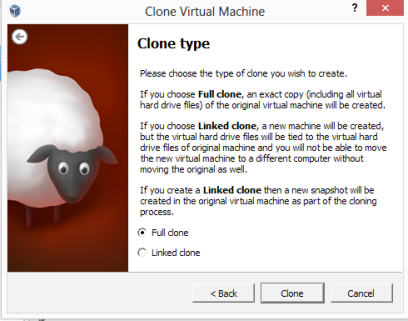 Clone Virtual Machine
?
x
Clone type
Please choose the type of clone you wish to create.
If you choose Full clone, an exact copy (including all virtual
hard drive files) of the original virtual machine will be created.
If you choose Linked clone, a new machine will be created,
but the virtual hard drive files will be tied to the virtual hard
drive files of original machine and you will not be able to move
the new virtual machine to a different computer without
moving the original as well.
If you create a Linked clone then a new snapshot will be
created in the original virtual machine as part of the cloning
process.
Full clone
Linked clone
< Back
Clone
Cancel